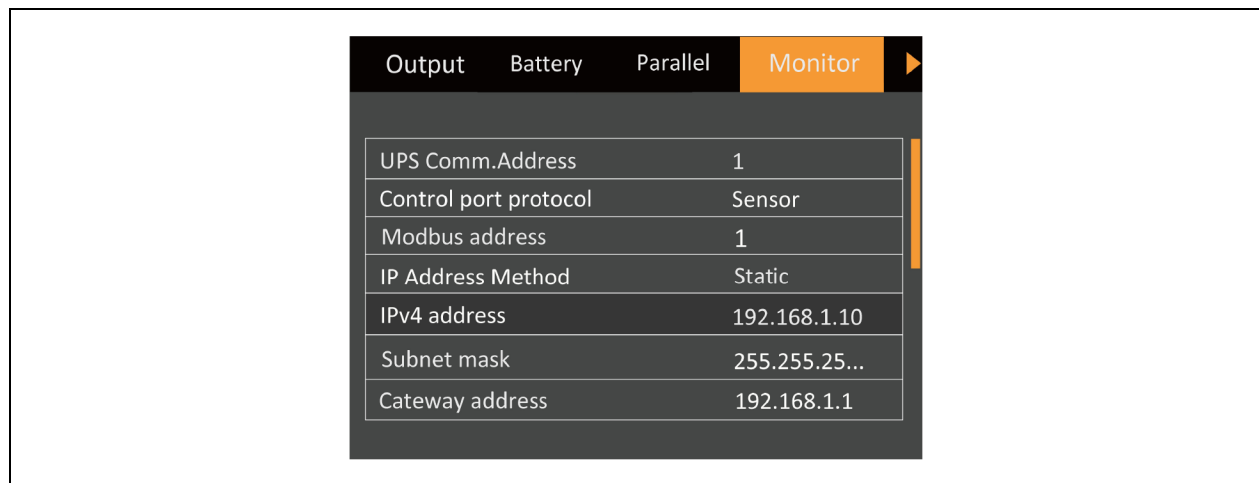 Output Battery Parallel Monitor
UPS Comm.Address 1
Control port protocol Sensor
Modbus address 1
IP Address Method Static
IPv4 address 192.168.1.10
Subnet mask 255.255.25...
Cateway address 192.168.1.1